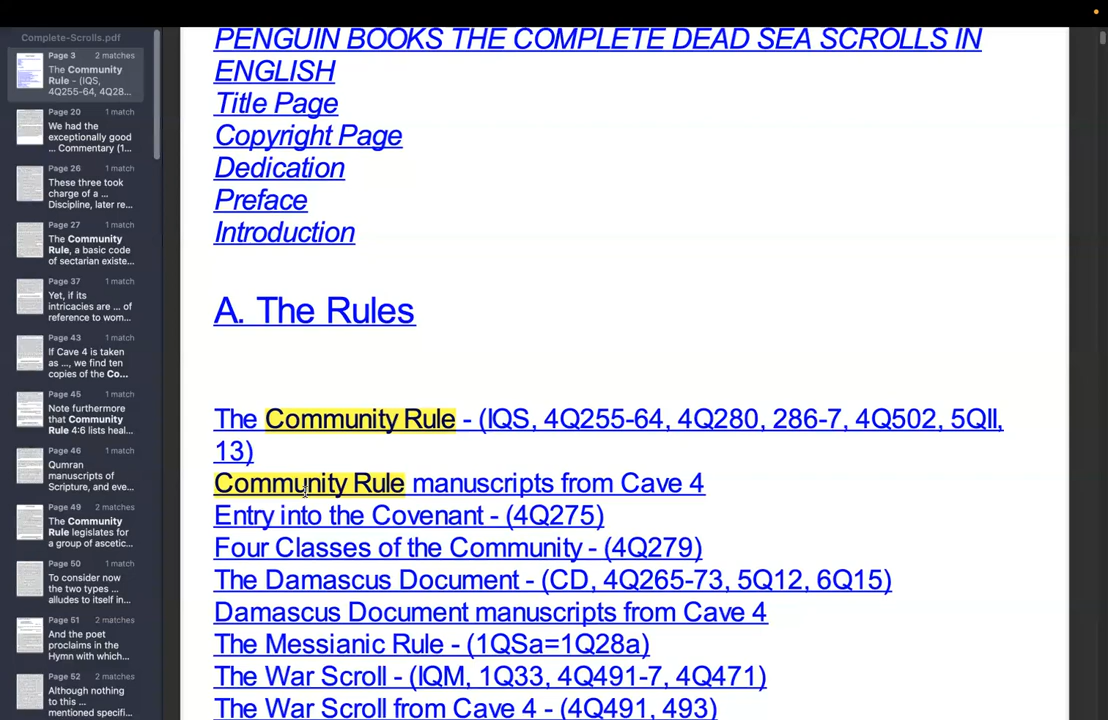 Complete-Scrolls.pdf
Page 3 2 matches
The Community
Rule - (IQS,
4Q255-64, 4Q28...
Page 20 1 match
We had the
exceptionally good
... Commentary (1...
Page 26 1 match
These three took
charge of a ...
Discipline, later re...
Page 27 1 match
The Community
Rule, a basic code
of sectarian existe...
Page 37 1 match
Yet, if its
intricacies are ... of
reference to wom...
Page 43 1 match
If Cave 4 is taken
as ..., we find ten
copies of the Co...
Page 45 1 match
Note furthermore
that Community
Rule 4:6 lists heal...
Page 46 1 match
Qumran
manuscripts of
Scripture, and eve...
Page 49 2 matches
The Community
Rule legislates for
a group of ascetic...
Page 50 1 match
To consider now
the two types ...
alludes to itself in...
Page 51 2 matches
And the poet
proclaims in the
Hymn with which...
Page 52 2 matches
Although nothing
to this ...
mentioned specifi...
PENGUIN BOOKS THE COMPLETE DEAD SEA SCROLLS IN
ENGLISH
Title Page
Copyright Page
Dedication
Preface
Introduction
A. The Rules
The Community Rule - (IQS, 4Q255-64, 4Q280, 286-7, 4Q502, 5QII,
13)
Community Rule manuscripts from Cave 4
Entry into the Covenant - (4Q275)
Four Classes of the Community - (4Q279)
The Damascus Document - (CD, 4Q265-73, 5Q12, 6Q15)
Damascus Document manuscripts from Cave 4
The Messianic Rule - (1QSa=1Q28a)
The War Scroll - (IQM, 1Q33, 4Q491-7, 4Q471)
The War Scroll from Cave 4 - (4Q491, 493)